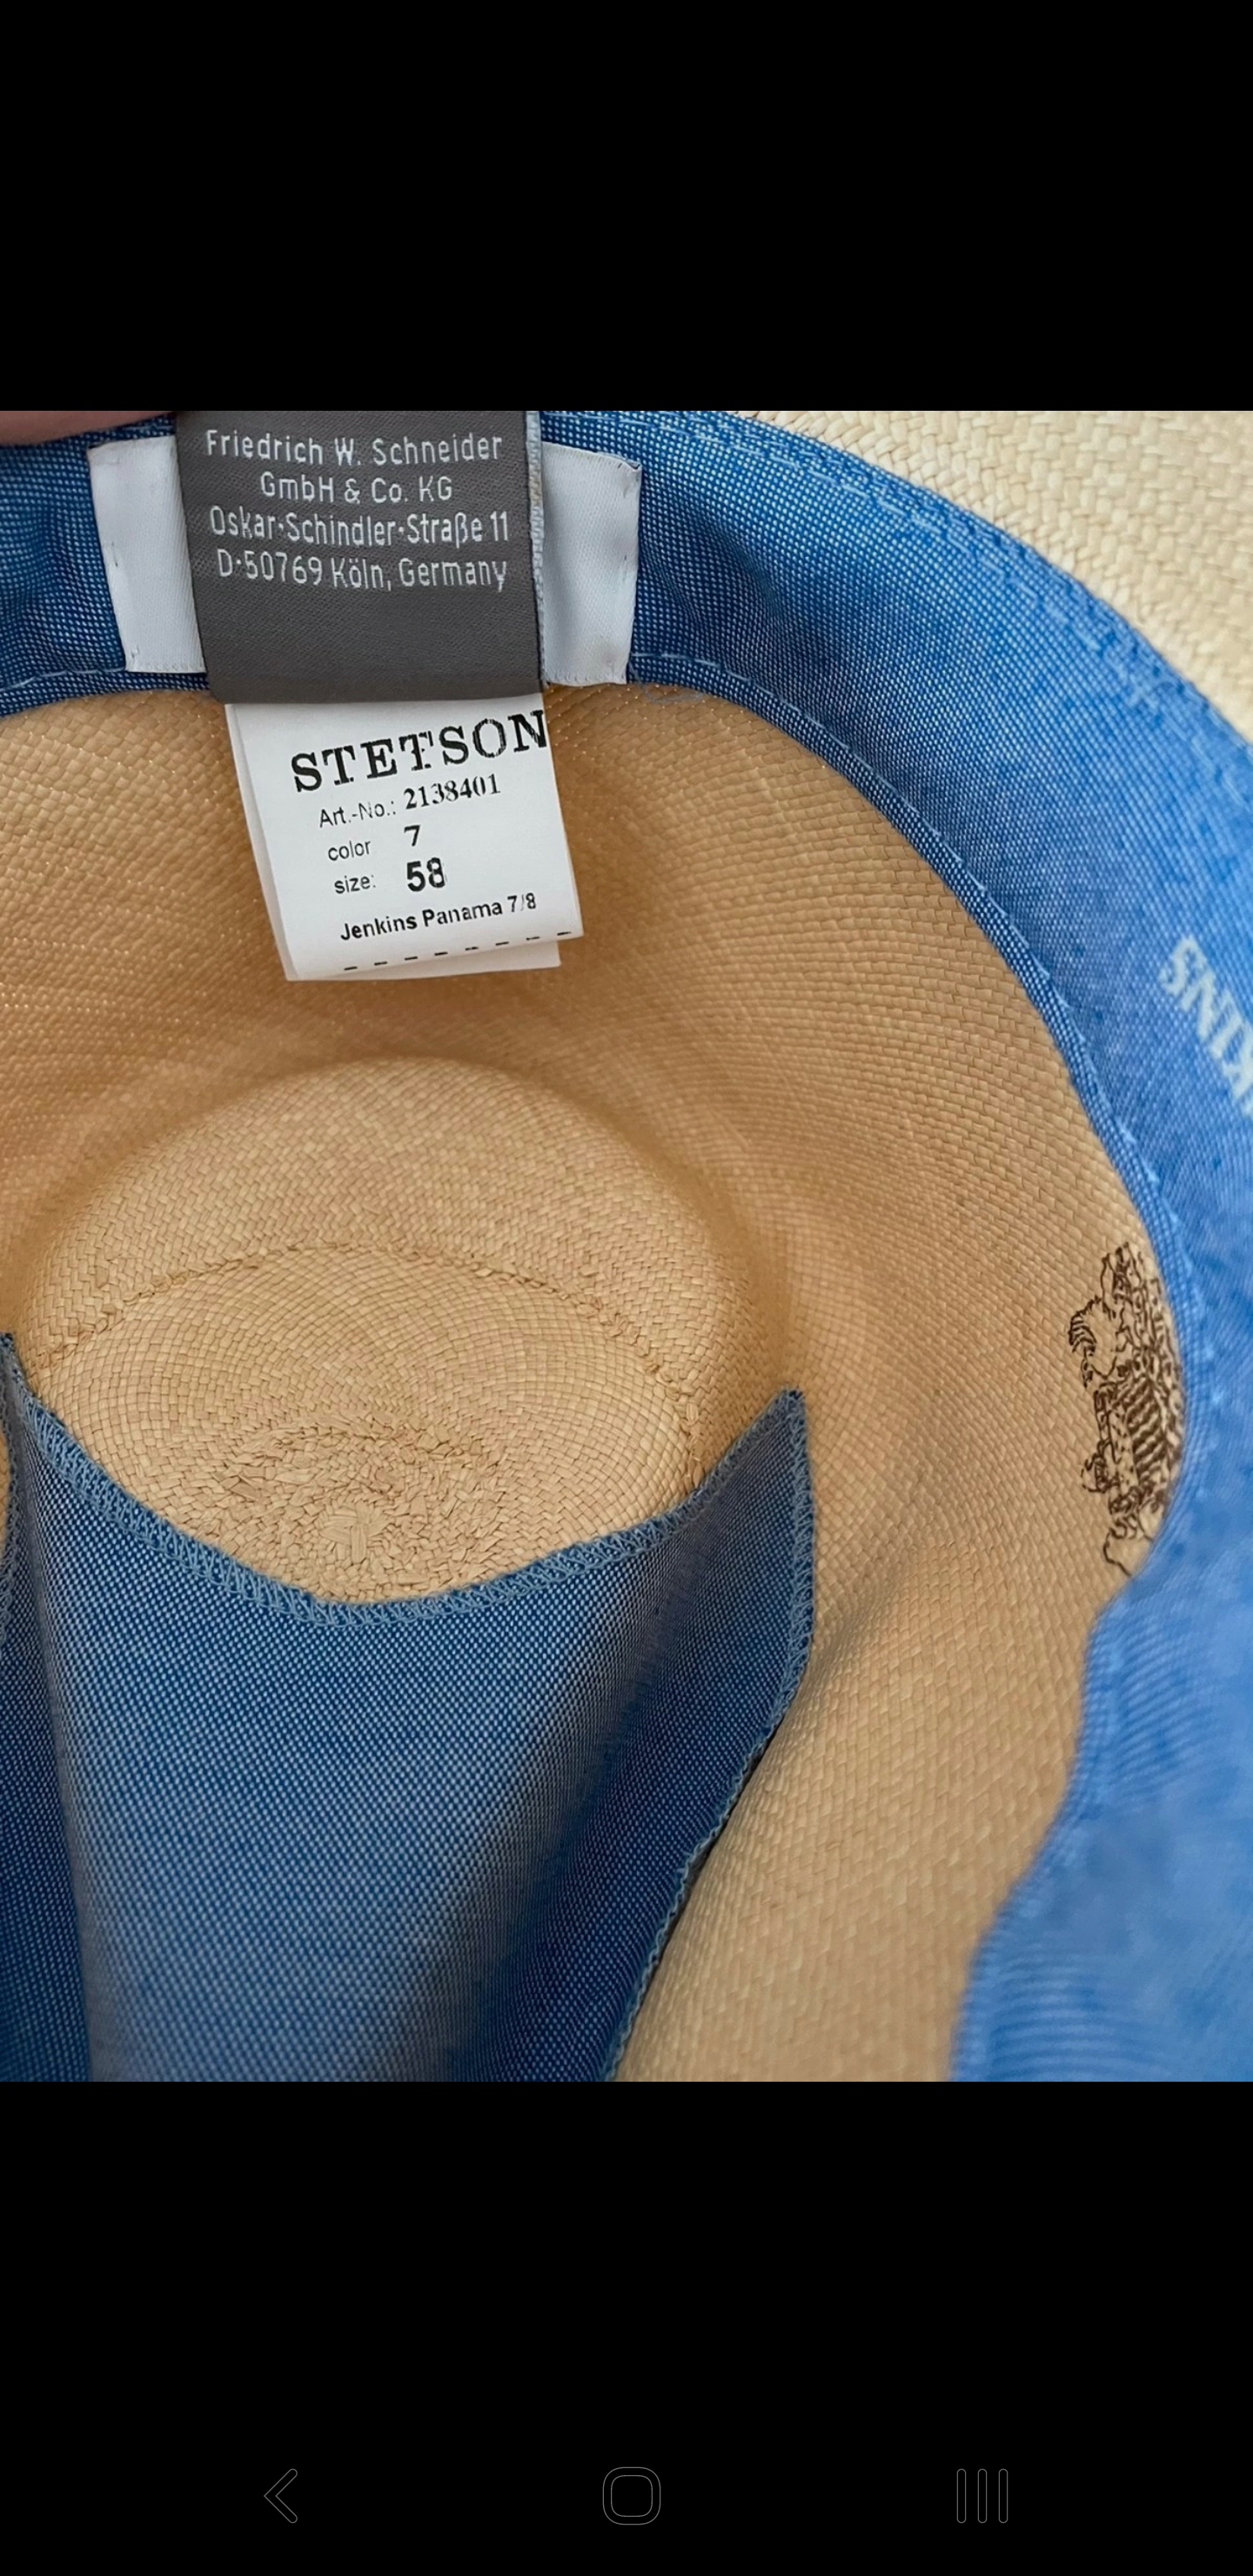 Friedrich W. Schneider
GmbH & Co. KG
Oskar-Schindler-Straße 11
D-50769 Köln, Germany
STETSON
Art.-No.: 2138401
color 7
size: 58
Jenkins Panama 7/8